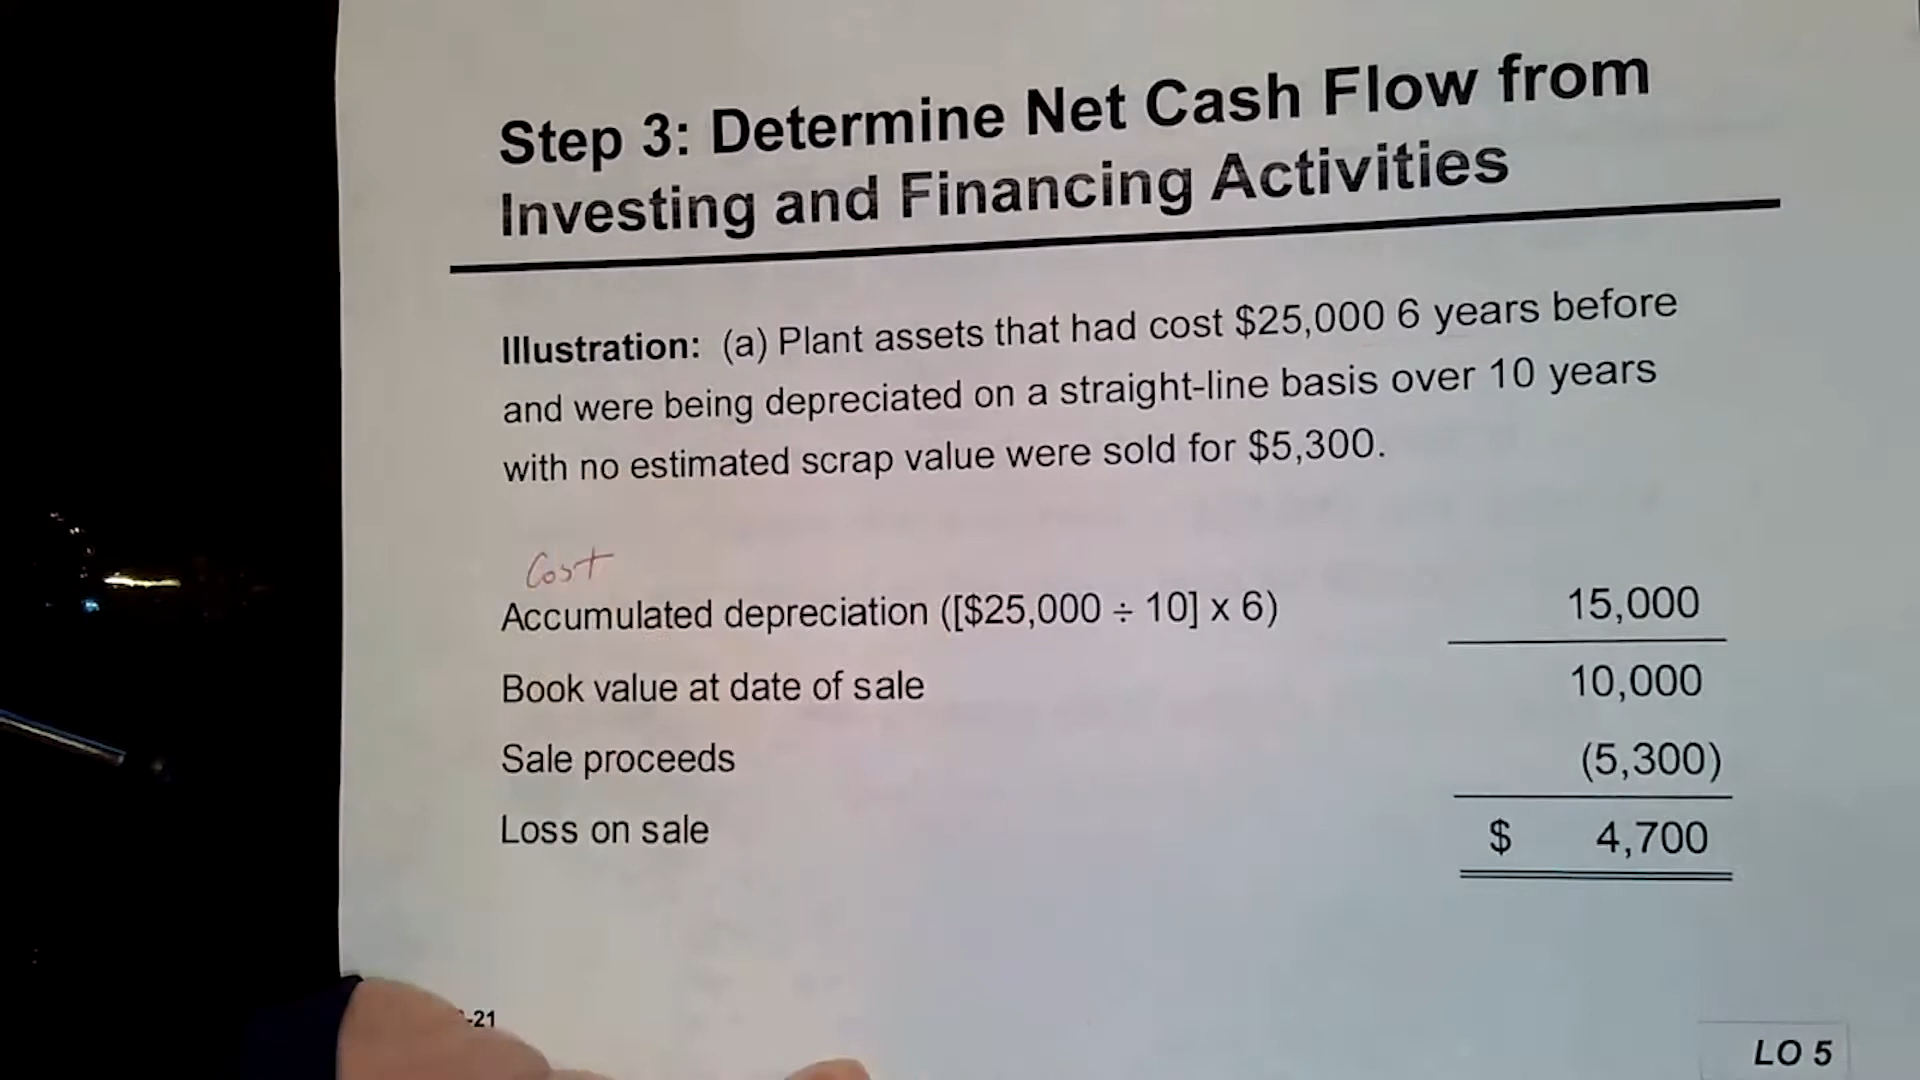 Step 3: Determine Net Cash Flow from
Investing and Financing Activities
Illustration: (a) Plant assets that had cost $25,000 6 years before
and were being depreciated on a straight-line basis over 10 years
with no estimated scrap value were sold for $5,300.
Cost
Accumulated depreciation ([$25,000 ÷ 10] x 6) 15,000
Book value at date of sale 10,000
Sale proceeds (5,300)
Loss on sale $ 4,700
-21
LO 5